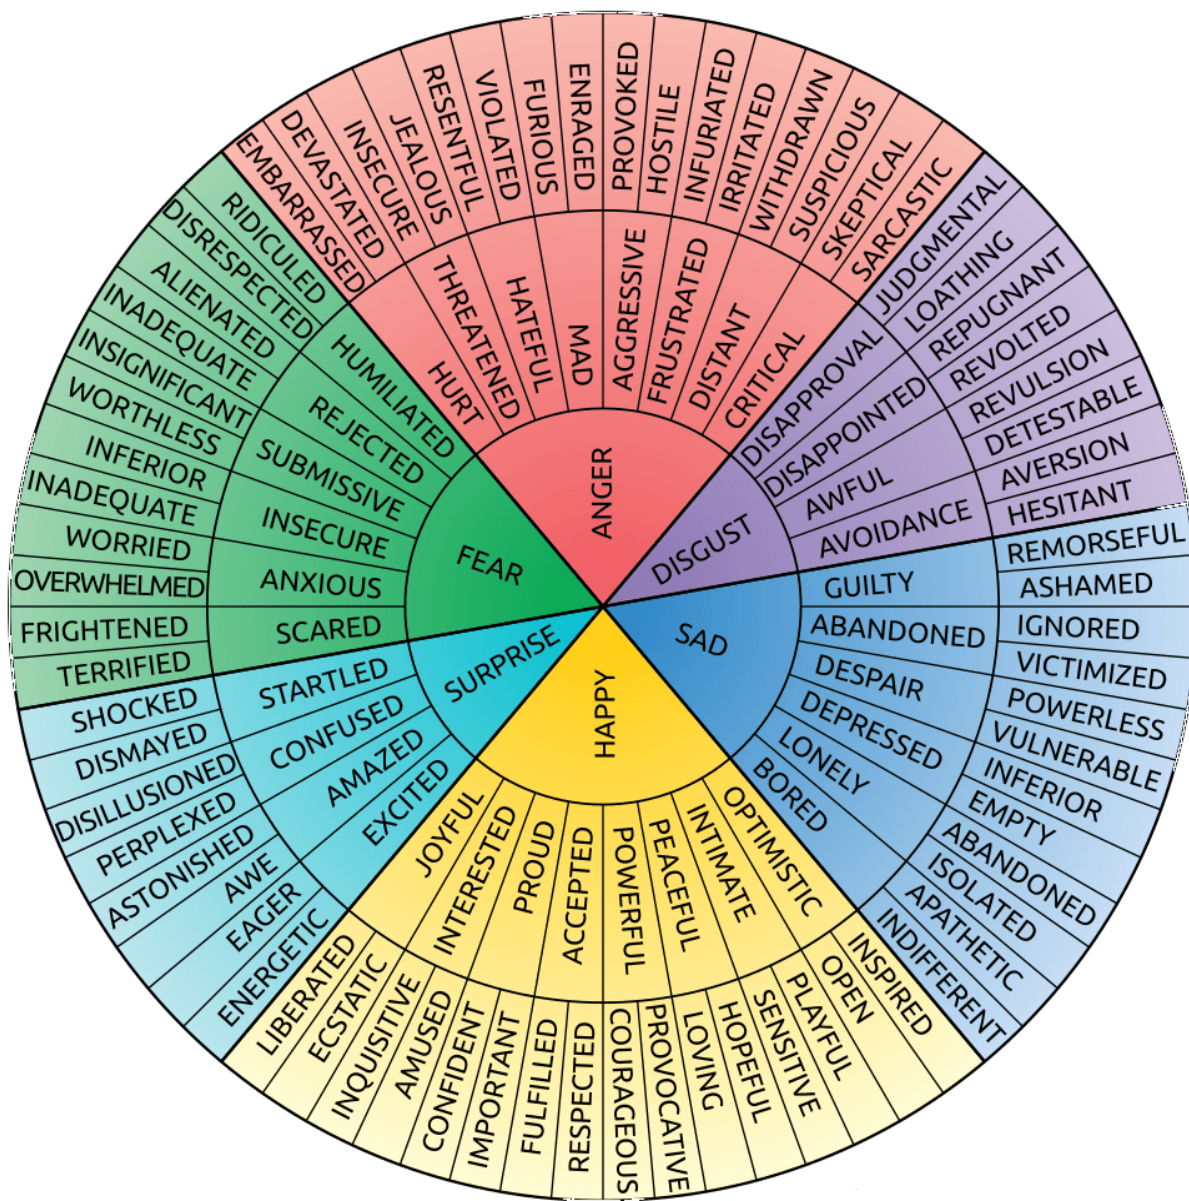 ANGER
HURT
EMBARRASSED
DEVASTATED
THREATENED
INSECURE
JEALOUS
HATEFUL
RESENTFUL
VIOLATED
MAD
FURIOUS
ENRAGED
AGGRESSIVE
PROVOKED
HOSTILE
FRUSTRATED
INFURIATED
IRRITATED
DISTANT
WITHDRAWN
SUSPICIOUS
CRITICAL
SKEPTICAL
SARCASTIC
DISGUST
DISAPPROVAL
JUDGMENTAL
LOATHING
DISAPPOINTED
REPUGNANT
REVOLTED
AWFUL
REVULSION
DETESTABLE
AVOIDANCE
AVERSION
HESITANT
SAD
GUILTY
REMORSEFUL
ASHAMED
ABANDONED
IGNORED
VICTIMIZED
DESPAIR
POWERLESS
VULNERABLE
DEPRESSED
INFERIOR
EMPTY
LONELY
ABANDONED
ISOLATED
BORED
APATHETIC
INDIFFERENT
HAPPY
OPTIMISTIC
INSPIRED
OPEN
INTIMATE
PLAYFUL
SENSITIVE
PEACEFUL
HOPEFUL
LOVING
POWERFUL
PROVOCATIVE
COURAGEOUS
ACCEPTED
RESPECTED
FULFILLED
PROUD
IMPORTANT
CONFIDENT
INTERESTED
AMUSED
INQUISITIVE
JOYFUL
ECSTATIC
LIBERATED
SURPRISE
EXCITED
ENERGETIC
EAGER
AMAZED
AWE
ASTONISHED
CONFUSED
PERPLEXED
DISILLUSIONED
STARTLED
DISMAYED
SHOCKED
FEAR
SCARED
TERRIFIED
FRIGHTENED
ANXIOUS
OVERWHELMED
WORRIED
INSECURE
INADEQUATE
INFERIOR
SUBMISSIVE
WORTHLESS
INSIGNIFICANT
REJECTED
INADEQUATE
ALIENATED
HUMILIATED
DISRESPECTED
RIDICULED